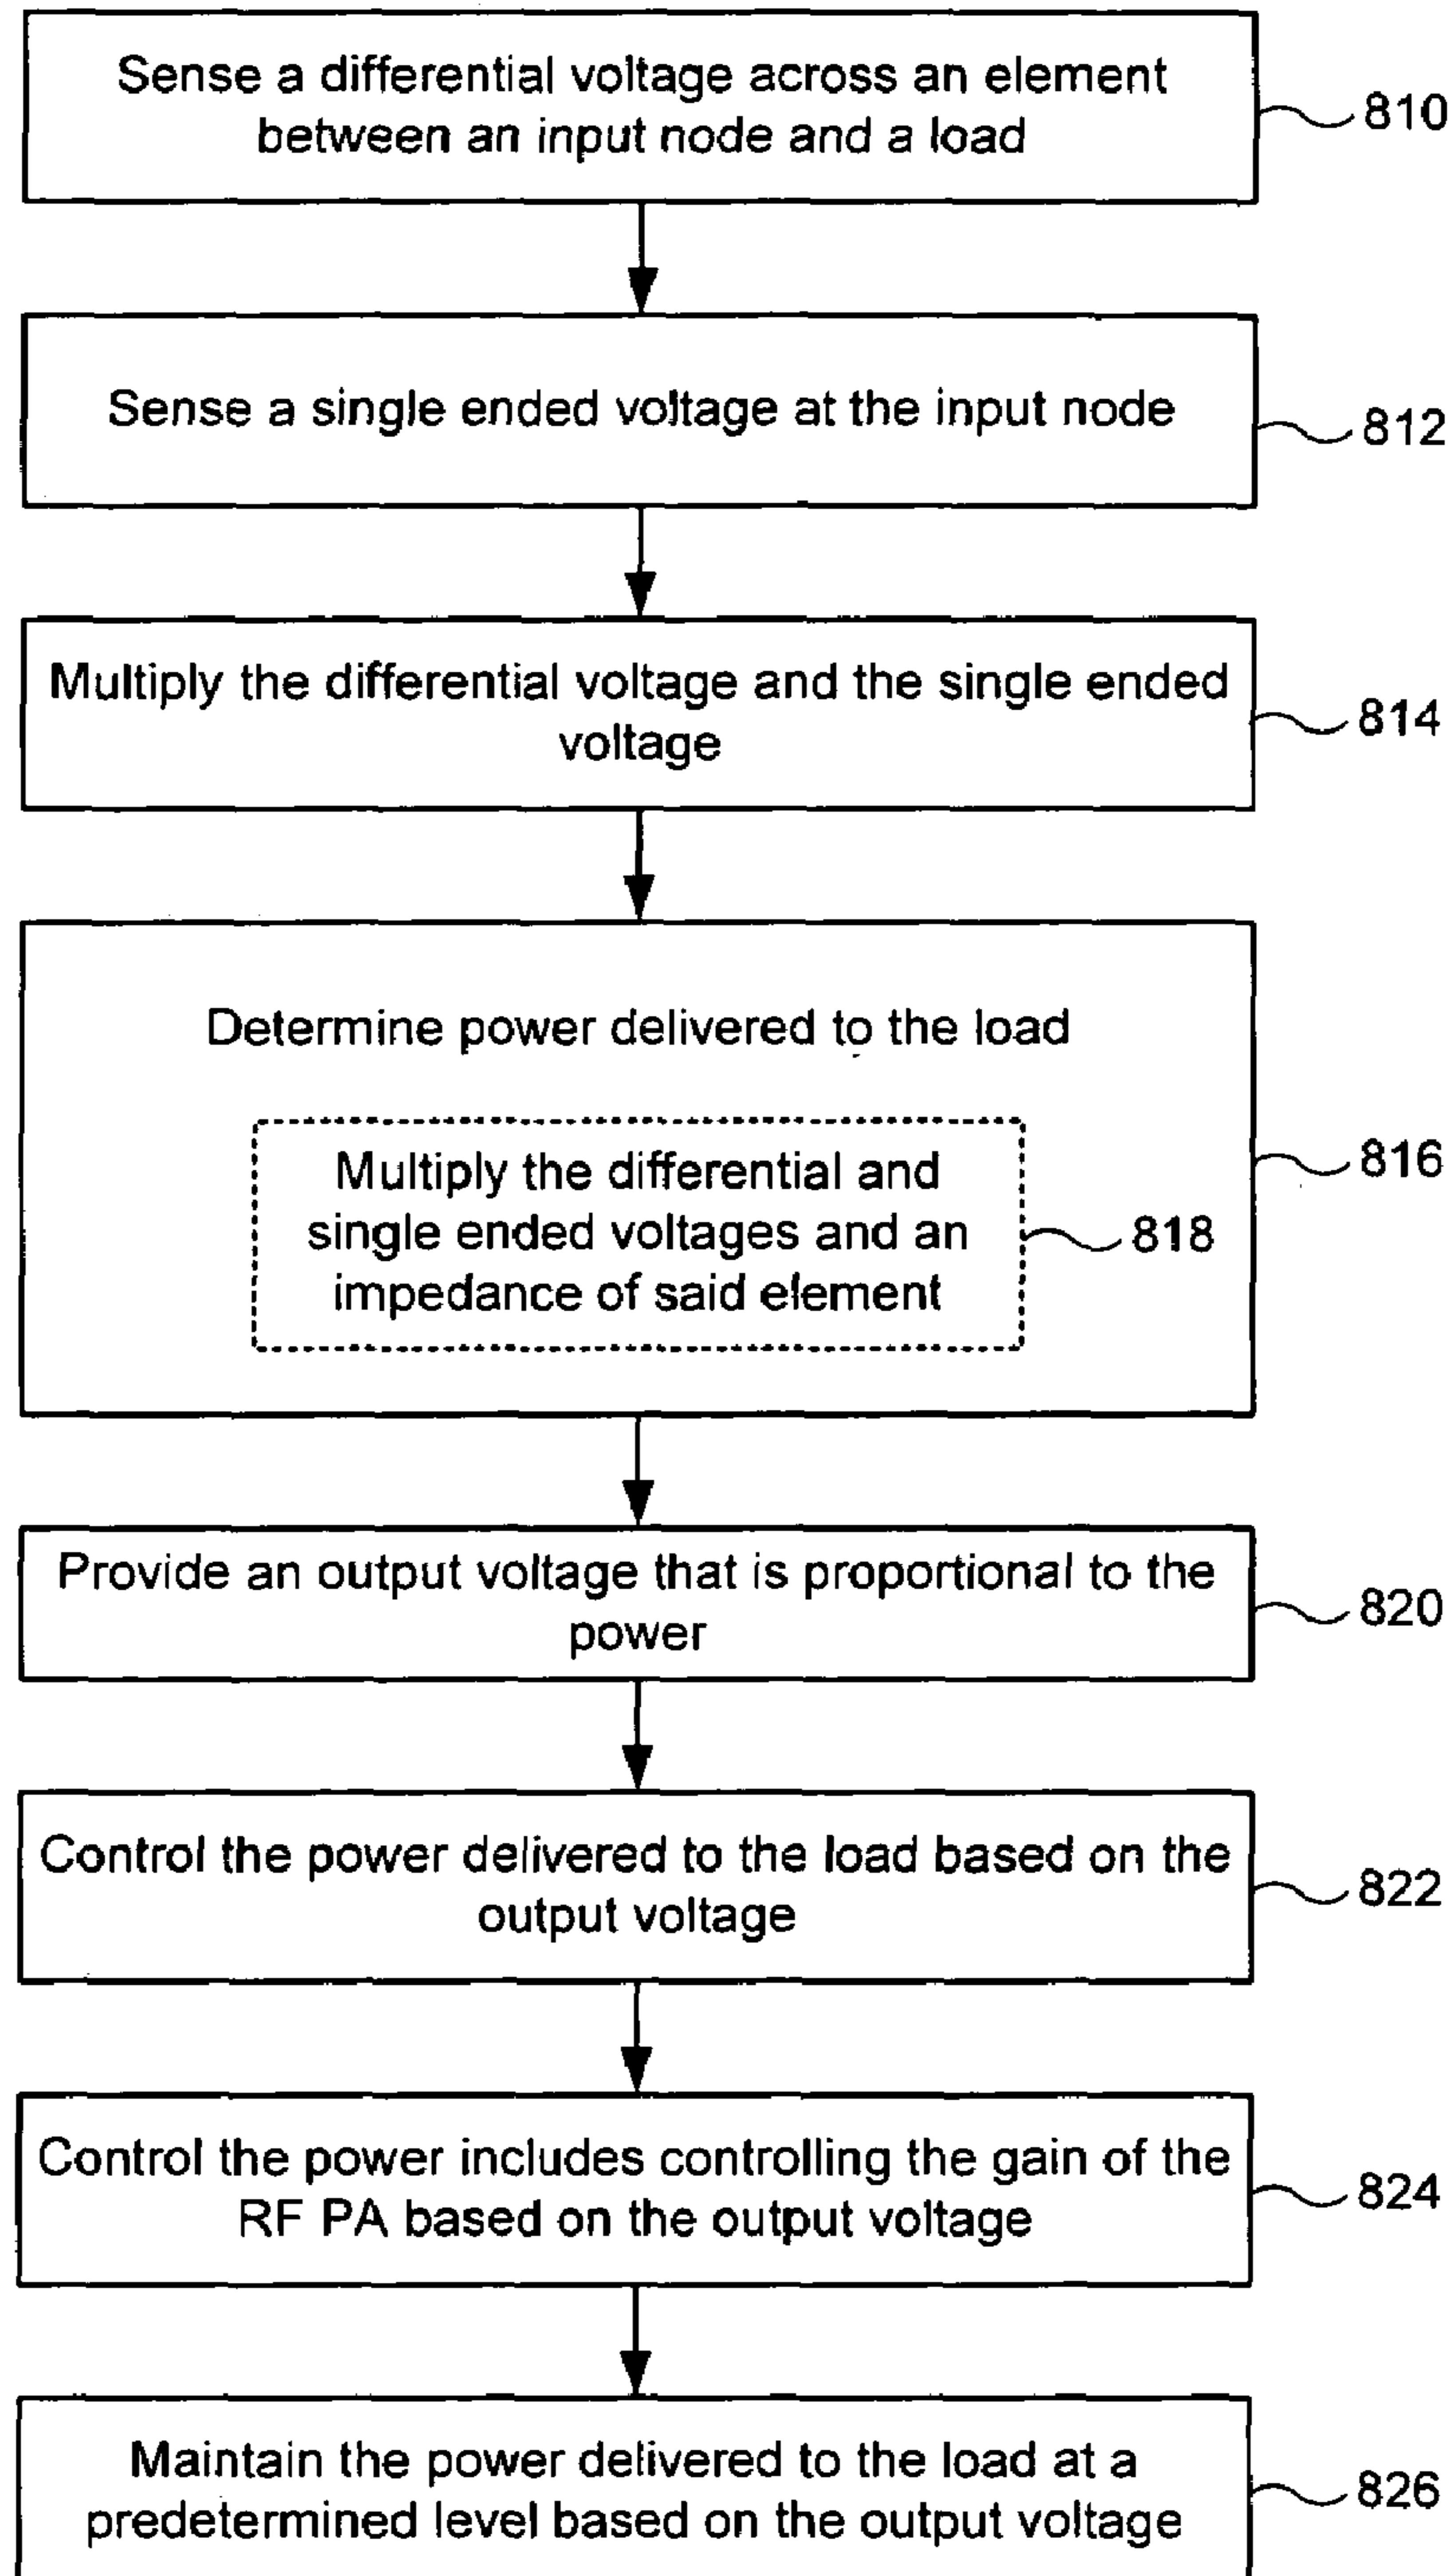 Sense a differential voltage across an element
between an input node and a load
810
Sense a single ended voltage at the input node
812
Multiply the differential voltage and the single ended
voltage
814
Determine power delivered to the load
816
Multiply the differential and
single ended voltages and an
impedance of said element
818
Provide an output voltage that is proportional to the
power
820
Control the power delivered to the load based on the
output voltage
822
Control the power includes controlling the gain of the
RF PA based on the output voltage
824
Maintain the power delivered to the load at a
predetermined level based on the output voltage
826